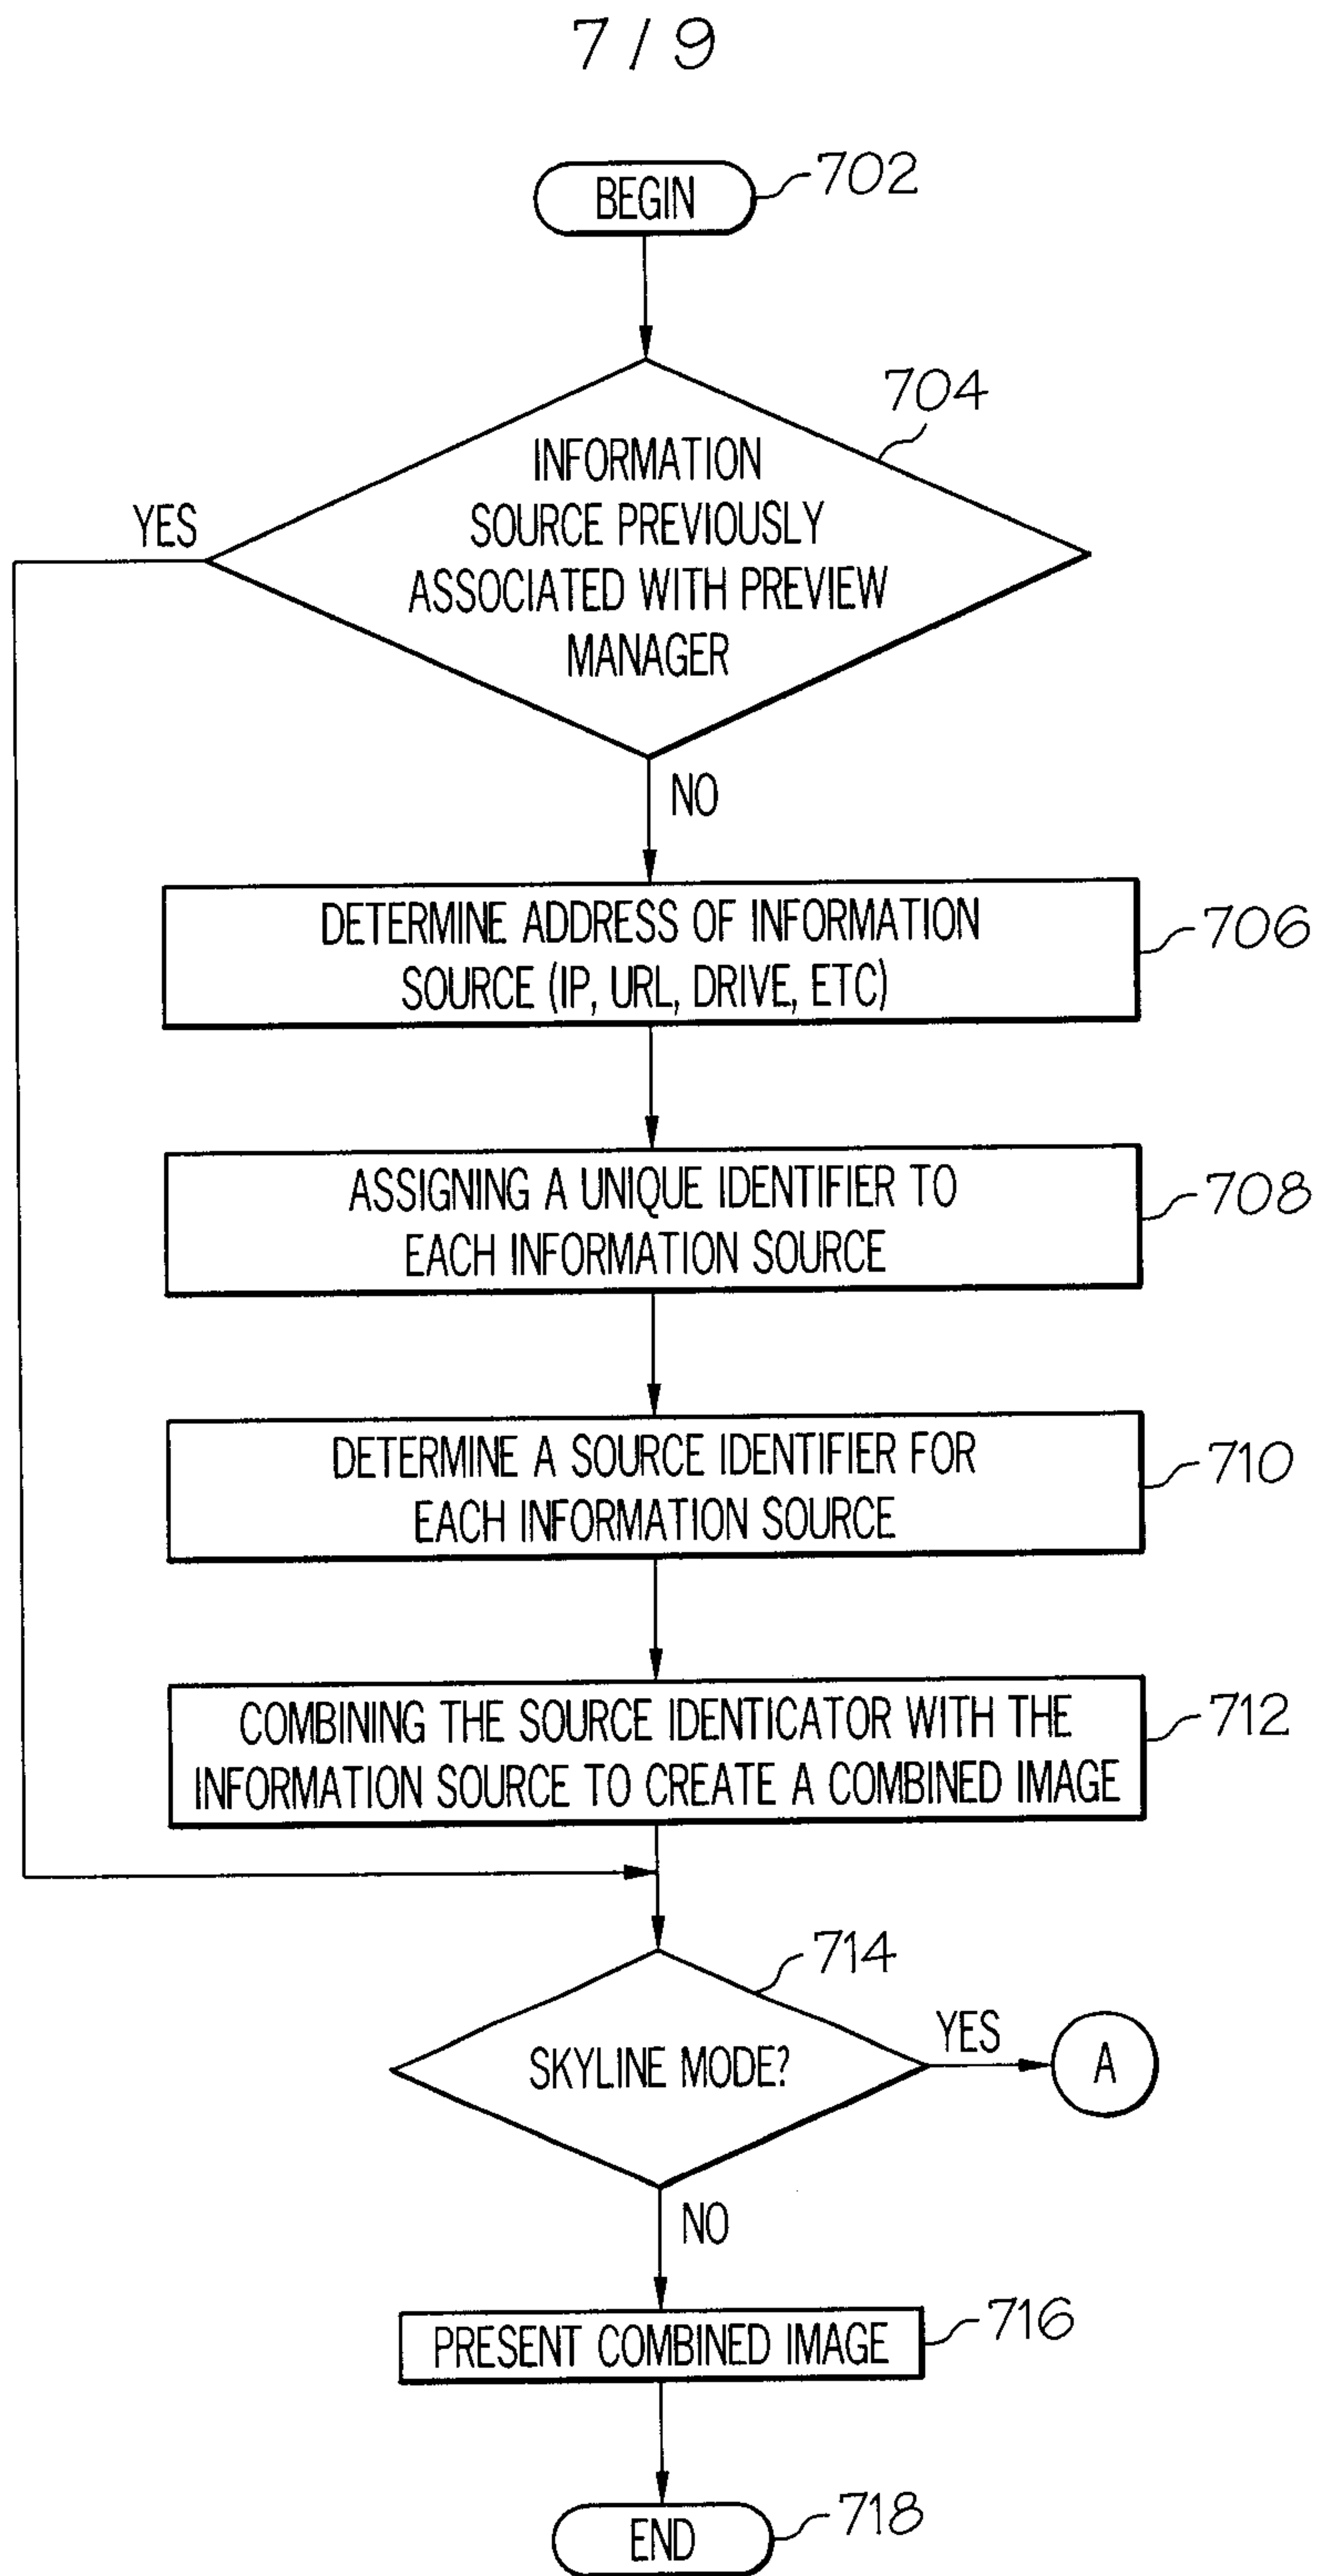 7/9
BEGIN
702
704
INFORMATION
SOURCE PREVIOUSLY
ASSOCIATED WITH PREVIEW
MANAGER
YES
NO
DETERMINE ADDRESS OF INFORMATION
SOURCE (IP, URL, DRIVE, ETC)
706
ASSIGNING A UNIQUE IDENTIFIER TO
EACH INFORMATION SOURCE
708
DETERMINE A SOURCE IDENTIFIER FOR
EACH INFORMATION SOURCE
710
COMBINING THE SOURCE IDENTICATOR WITH THE
INFORMATION SOURCE TO CREATE A COMBINED IMAGE
712
714
SKYLINE MODE?
YES
A
NO
PRESENT COMBINED IMAGE
716
END
718